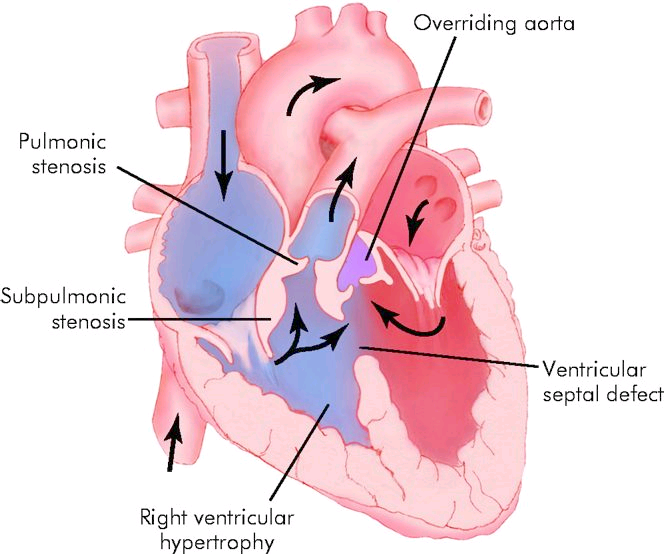 Overriding aorta
Pulmonic
stenosis
Subpulmonic
stenosis
Ventricular
septal defect
Right ventricular
hypertrophy